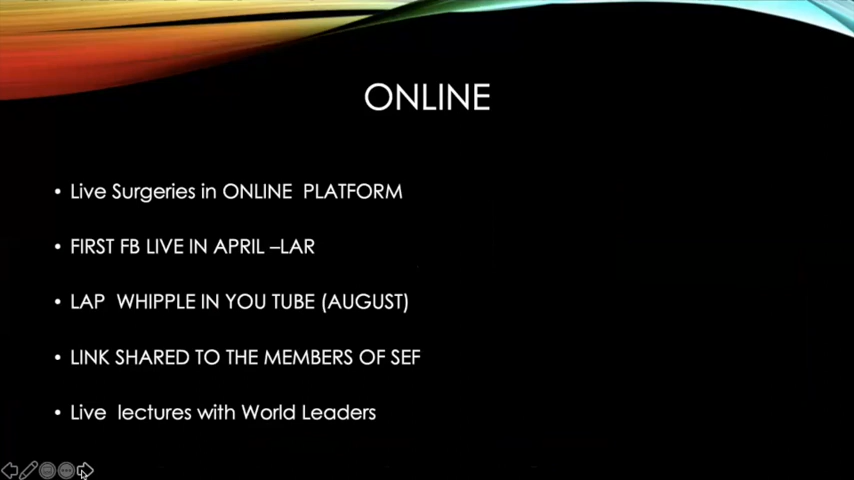 ONLINE
• Live Surgeries in ONLINE PLATFORM
• FIRST FB LIVE IN APRIL –LAR
• LAP WHIPPLE IN YOU TUBE (AUGUST)
• LINK SHARED TO THE MEMBERS OF SEF
• Live lectures with World Leaders